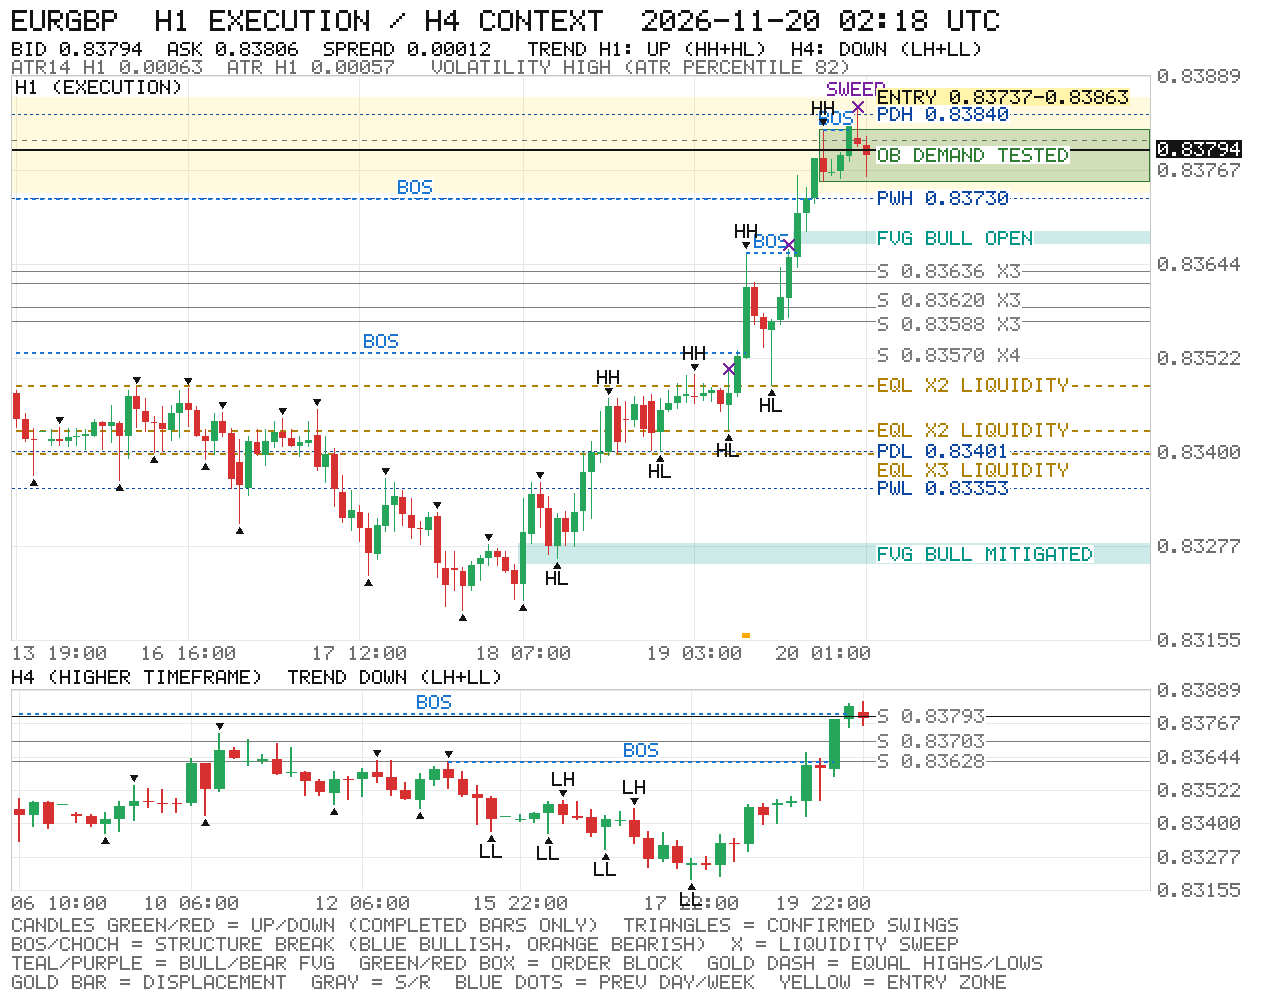 EURGBP  H1 EXECUTION / H4 CONTEXT  2026-11-20 02:18 UTC
BID 0.83794  ASK 0.83806  SPREAD 0.00012  TREND H1: UP (HH+HL)  H4: DOWN (LH+LL)
ATR14 H1 0.00063  ATR H1 0.00057  VOLATILITY HIGH (ATR PERCENTILE 82)
H1 (EXECUTION)
0.83889
SWEEP
ENTRY 0.83737-0.83863
HH
PDH 0.83840
BOS
0.83794
OB DEMAND TESTED
0.83767
BOS
PWH 0.83730
HH
BOS
FVG BULL OPEN
0.83644
S 0.83636 X3
S 0.83620 X3
S 0.83588 X3
BOS
HH
S 0.83570 X4
0.83522
HH
EQL X2 LIQUIDITY
HL
EQL X2 LIQUIDITY
HL
PDL 0.83401
0.83400
HL
EQL X3 LIQUIDITY
PWL 0.83353
0.83277
FVG BULL MITIGATED
HL
0.83155
13 19:00  16 16:00  17 12:00  18 07:00  19 03:00  20 01:00
H4 (HIGHER TIMEFRAME)  TREND DOWN (LH+LL)
0.83889
BOS
S 0.83793
0.83767
S 0.83703
BOS
0.83644
S 0.83628
LH
LH
0.83522
0.83400
LL
LL
0.83277
LL
0.83155
LL
06 10:00  10 06:00  12 06:00  15 22:00  17 22:00  19 22:00
CANDLES GREEN/RED = UP/DOWN (COMPLETED BARS ONLY)  TRIANGLES = CONFIRMED SWINGS
BOS/CHOCH = STRUCTURE BREAK (BLUE BULLISH, ORANGE BEARISH)  X = LIQUIDITY SWEEP
TEAL/PURPLE = BULL/BEAR FVG  GREEN/RED BOX = ORDER BLOCK  GOLD DASH = EQUAL HIGHS/LOWS
GOLD BAR = DISPLACEMENT  GRAY = S/R  BLUE DOTS = PREV DAY/WEEK  YELLOW = ENTRY ZONE